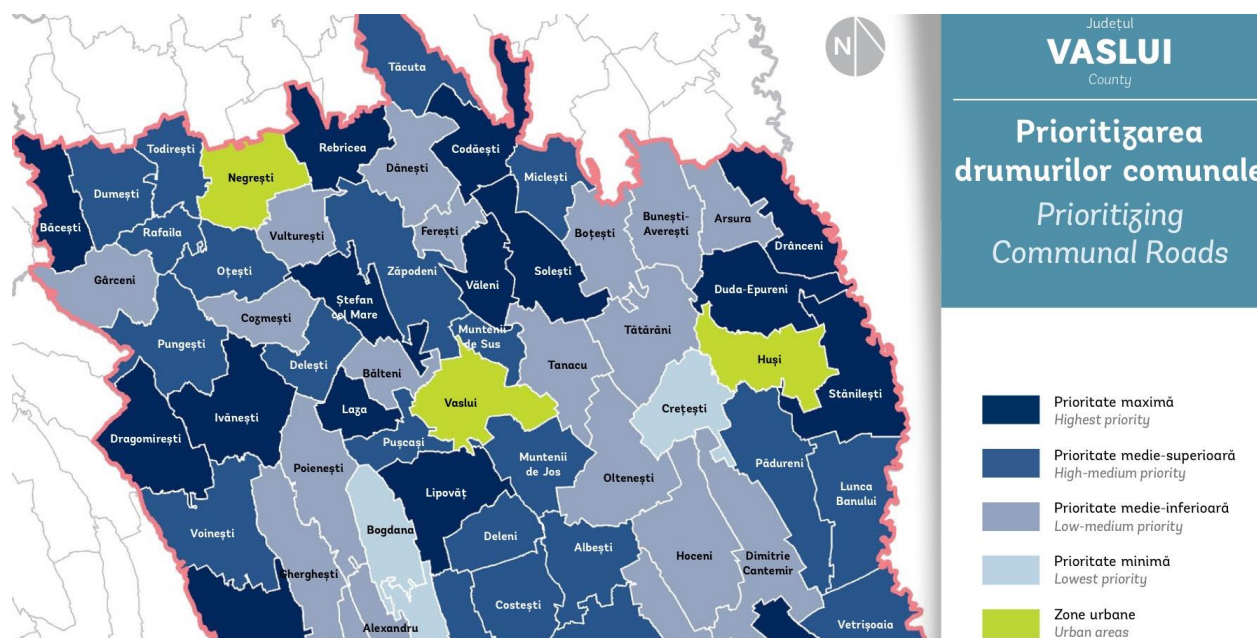 Județul
VASLUI
County
Prioritizarea
drumurilor comunale
Prioritizing
Communal Roads
N
Tăcuta
Todirești
Rebricea
Codăești
Dănești
Negrești
Miclești
Dumești
Băcești
Rafaila
Vulturești
Ferești
Boțești
Bunești-
Averești
Arsura
Drânceni
Gârceni
Oțești
Zăpodeni
Văleni
Solești
Duda-Epureni
Ștefan
cel Mare
Cozmești
Muntenii
de Sus
Tătărâni
Pungești
Delești
Bălteni
Tanacu
Huși
Stănilești
Laza
Vaslui
Crețești
Ivănești
Dragomirești
Pușcași
Poienești
Muntenii
de Jos
Oltenești
Pădureni
Lunca
Banului
Lipovăț
Voinești
Bogdana
Deleni
Albești
Hoceni
Dimitrie
Cantemir
Gherghești
Costești
Alexandru
Vetrișoaia
Prioritate maximă
Highest priority
Prioritate medie-superioară
High-medium priority
Prioritate medie-inferioară
Low-medium priority
Prioritate minimă
Lowest priority
Zone urbane
Urban areas